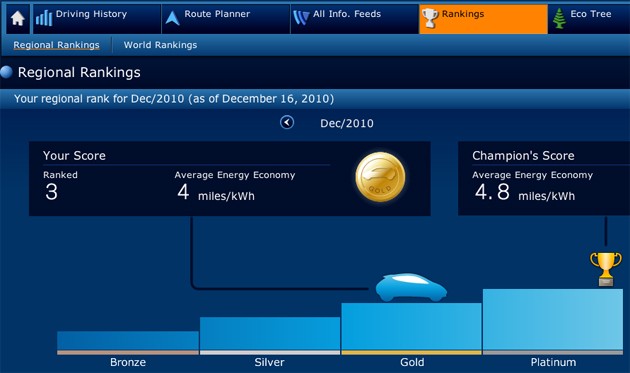 Driving History
Route Planner
All Info. Feeds
Rankings
Eco Tree
Regional Rankings
World Rankings
Regional Rankings
Your regional rank for Dec/2010 (as of December 16, 2010)
Dec/2010
Your Score
Ranked
3
Average Energy Economy
4 miles/kWh
GOLD
Champion's Score
Average Energy Economy
4.8 miles/kWh
Bronze
Silver
Gold
Platinum